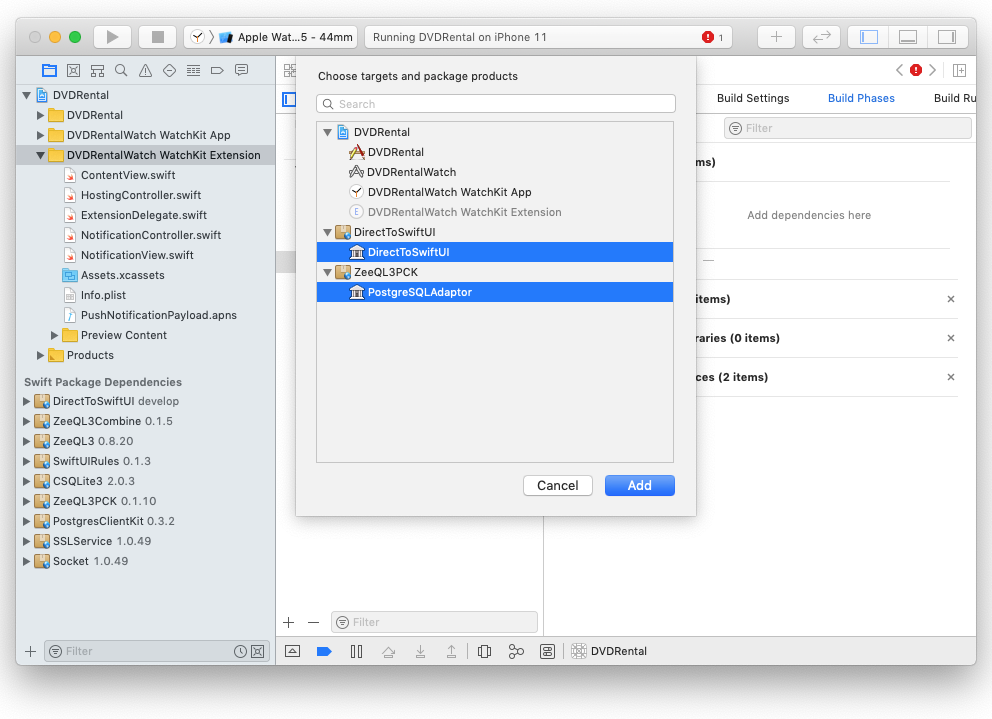 Apple Wat...5 - 44mm
Running DVDRental on iPhone 11
1
DVDRental
DVDRental
DVDRentalWatch WatchKit App
DVDRentalWatch WatchKit Extension
ContentView.swift
HostingController.swift
ExtensionDelegate.swift
NotificationController.swift
NotificationView.swift
Assets.xcassets
Info.plist
PushNotificationPayload.apns
Preview Content
Products
Swift Package Dependencies
DirectToSwiftUI develop
ZeeQL3Combine 0.1.5
ZeeQL3 0.8.20
SwiftUIRules 0.1.3
CSQLite3 2.0.3
ZeeQL3PCK 0.1.10
PostgresClientKit 0.3.2
SSLService 1.0.49
Socket 1.0.49
Filter
Choose targets and package products
Search
DVDRental
DVDRental
DVDRentalWatch
DVDRentalWatch WatchKit App
E DVDRentalWatch WatchKit Extension
DirectToSwiftUI
DirectToSwiftUI
ZeeQL3PCK
PostgreSQLAdaptor
Cancel
Add
Build Settings
Build Phases
Build Ru
Filter
ms)
Add dependencies here
items)
raries (0 items)
ces (2 items)
Filter
DVDRental